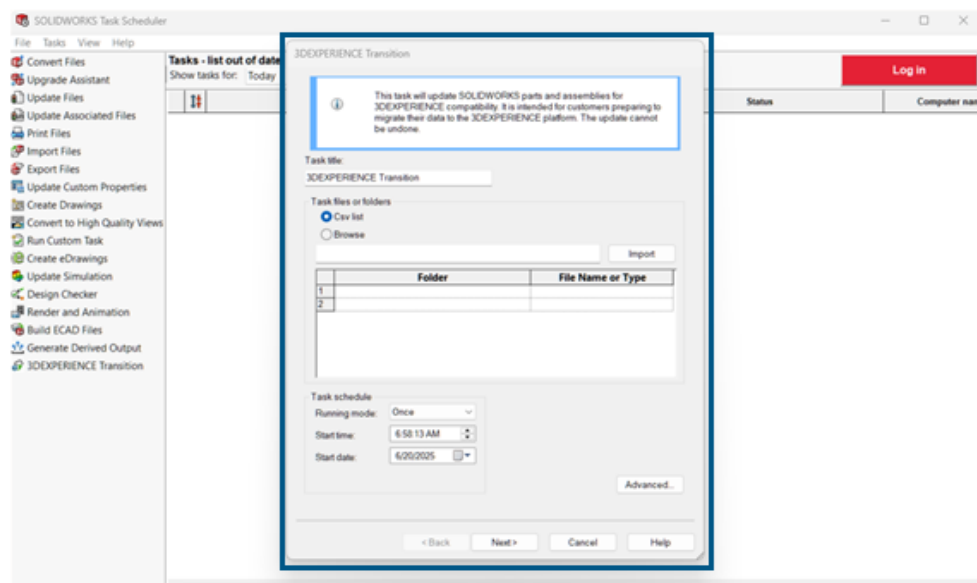 SOLIDWORKS Task Scheduler
File Tasks View Help
Convert Files
Upgrade Assistant
Update Files
Update Associated Files
Print Files
Import Files
Export Files
Update Custom Properties
Create Drawings
Convert to High Quality Views
Run Custom Task
Create eDrawings
Update Simulation
Design Checker
Render and Animation
Build ECAD Files
Generate Derived Output
3DEXPERIENCE Transition
Tasks - list out of date
Show tasks for: Today
Log in
Status Computer nam
3DEXPERIENCE Transition
This task will update SOLIDWORKS parts and assemblies for
3DEXPERIENCE compatibility. It is intended for customers preparing to
migrate their data to the 3DEXPERIENCE platform. The update cannot
be undone.
Task title:
3DEXPERIENCE Transition
Task files or folders
Csv list
Browse
Import
Folder File Name or Type
1
2
Task schedule
Running mode: Once
Start time: 6:58:13 AM
Start date: 6/20/2025
Advanced...
< Back Next > Cancel Help